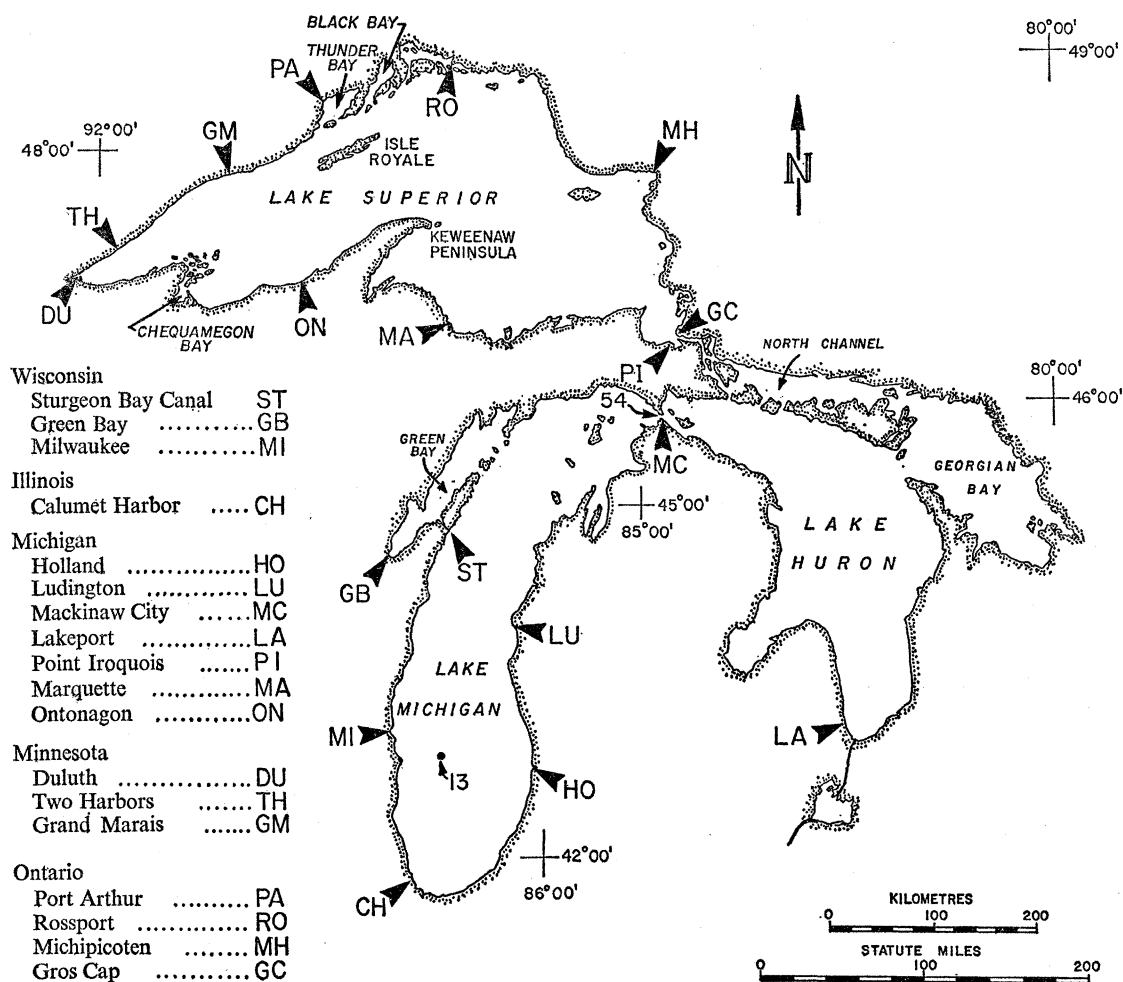 BLACK BAY
THUNDER
BAY
PA
RO
80°00'
49°00'
92°00'
48°00'
GM
ISLE
ROYALE
MH
N
LAKE SUPERIOR
TH
KEWEENAW
PENINSULA
DU
CHEQUAMEGON
BAY
ON
MA
GC
PI
NORTH CHANNEL
80°00'
46°00'
54
MC
GREEN
BAY
45°00'
85°00'
GEORGIAN
BAY
LAKE
HURON
GB
ST
LU
LAKE
MICHIGAN
MI
13
HO
LA
42°00'
86°00'
CH
Wisconsin
Sturgeon Bay Canal ST
Green Bay .......... GB
Milwaukee ........... MI
Illinois
Calumet Harbor ..... CH
Michigan
Holland ............... HO
Ludington ............. LU
Mackinaw City ...... MC
Lakeport ............. LA
Point Iroquois ....... PI
Marquette ............ MA
Ontonagon ............ ON
Minnesota
Duluth ................ DU
Two Harbors ....... TH
Grand Marais ....... GM
Ontario
Port Arthur .......... PA
Rossport .............. RO
Michipicoten ........ MH
Gros Cap ............ GC
KILOMETRES
0 100 200
STATUTE MILES
0 100 200